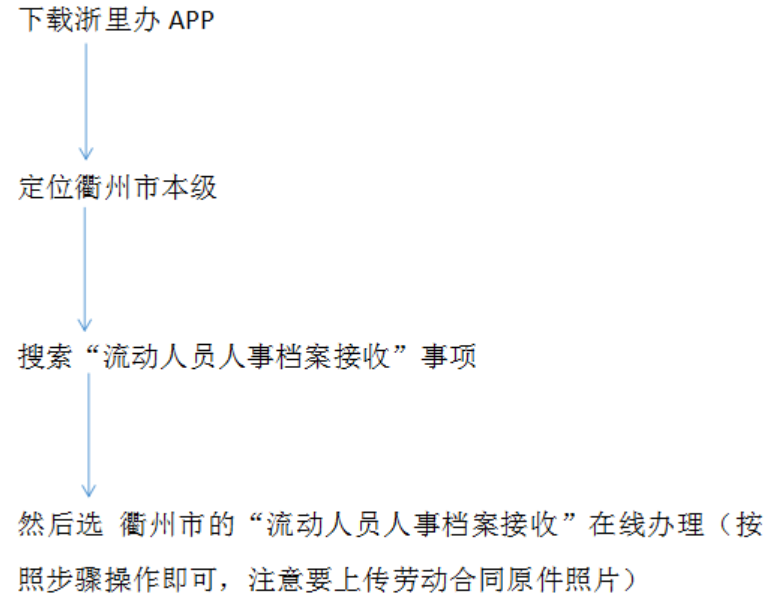 下载浙里办 APP
定位衢州市本级
搜索“流动人员人事档案接收”事项
然后选 衢州市的“流动人员人事档案接收”在线办理（按
照步骤操作即可，注意要上传劳动合同原件照片）